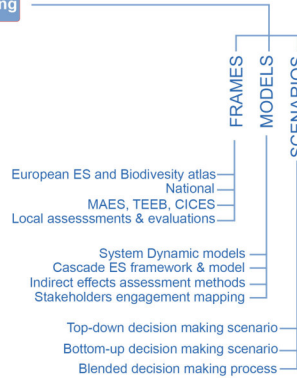 ng
FRAMES
MODELS
SCENARIOS
European ES and Biodivesity atlas
National
MAES, TEEB, CICES
Local assesssments & evaluations
System Dynamic models
Cascade ES framework & model
Indirect effects assessment methods
Stakeholders engagement mapping
Top-down decision making scenario
Bottom-up decision making scenario
Blended decision making process